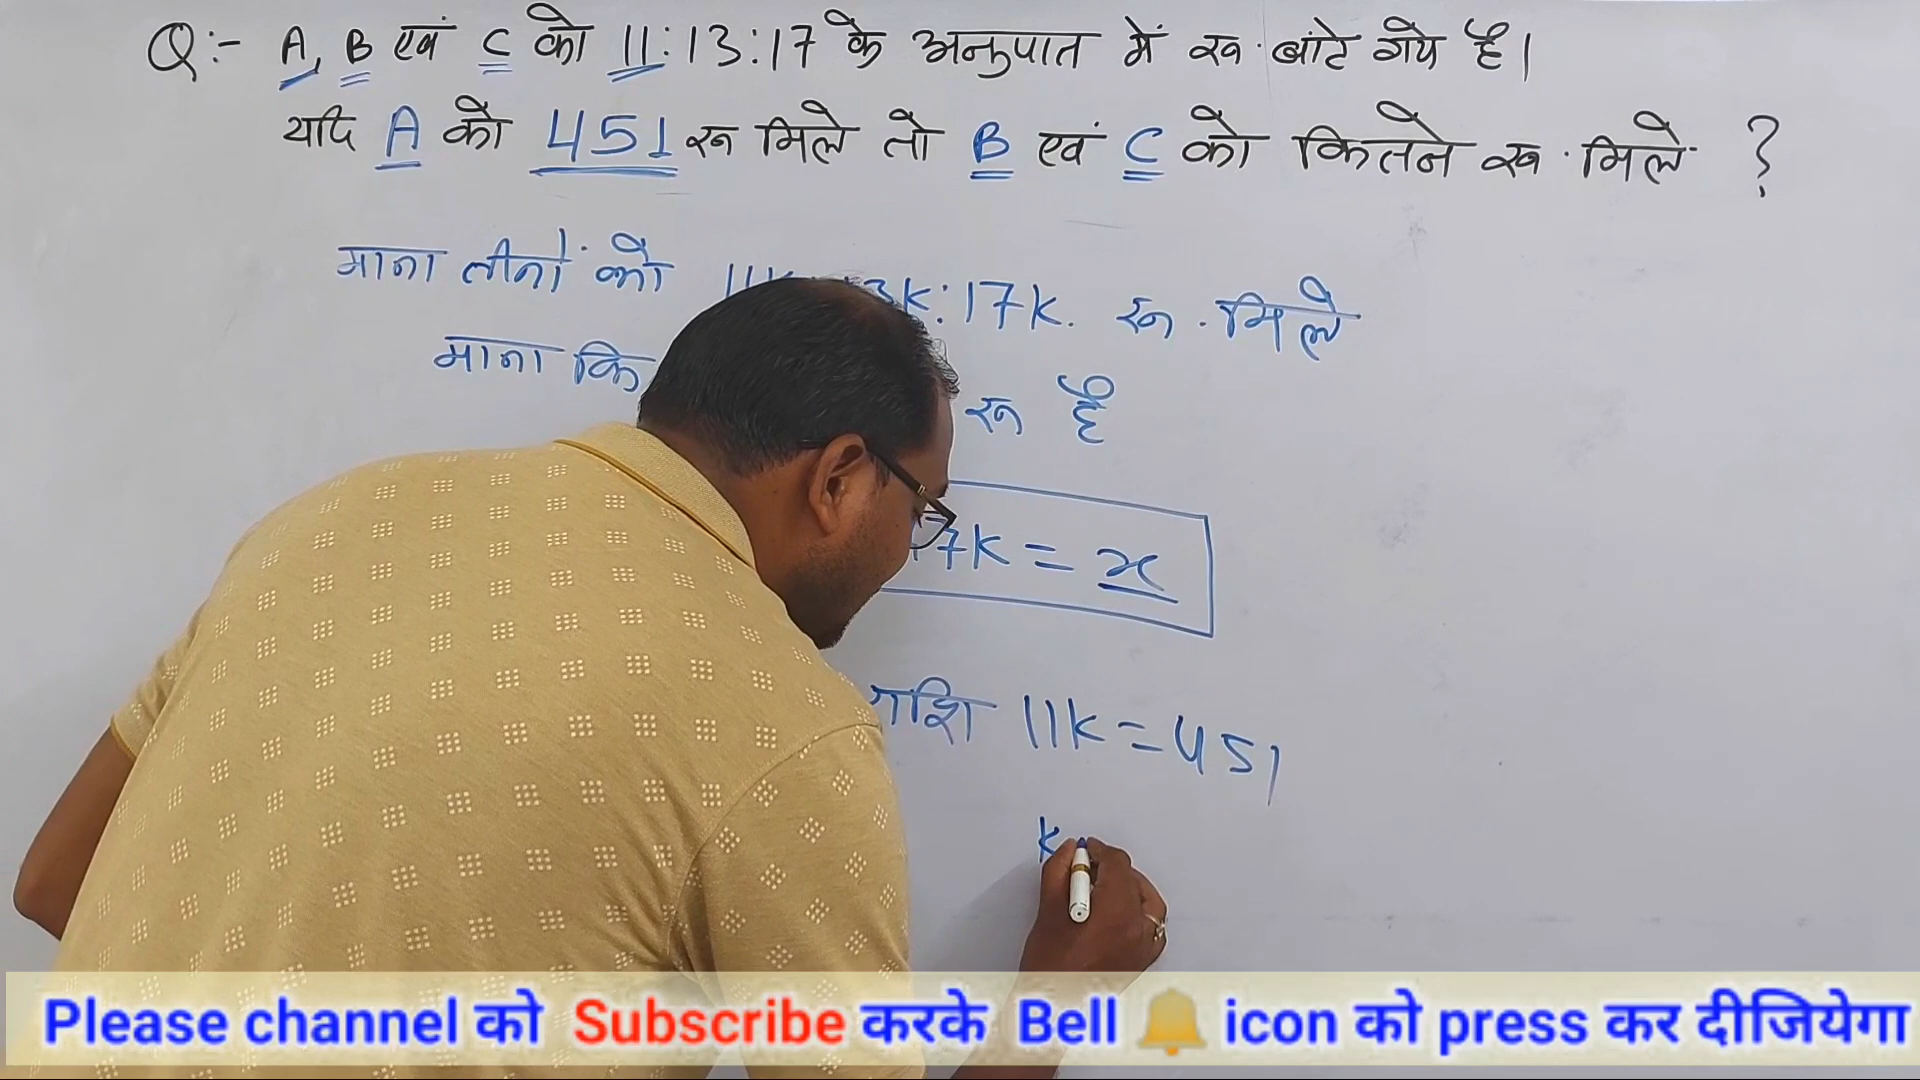 Q:- A, B एवं C को 11:13:17 के अनुपात में रू. बांटे गये है।
यदि A को 451 रू मिले तो B एवं C को कितने रू. मिले ?
माना तीनों को 3K:17K. रू. मिले
माना कि रू है
7K = x
राशि 11K = 451
K
Please channel को Subscribe करके Bell 🔔 icon को press कर दीजियेगा